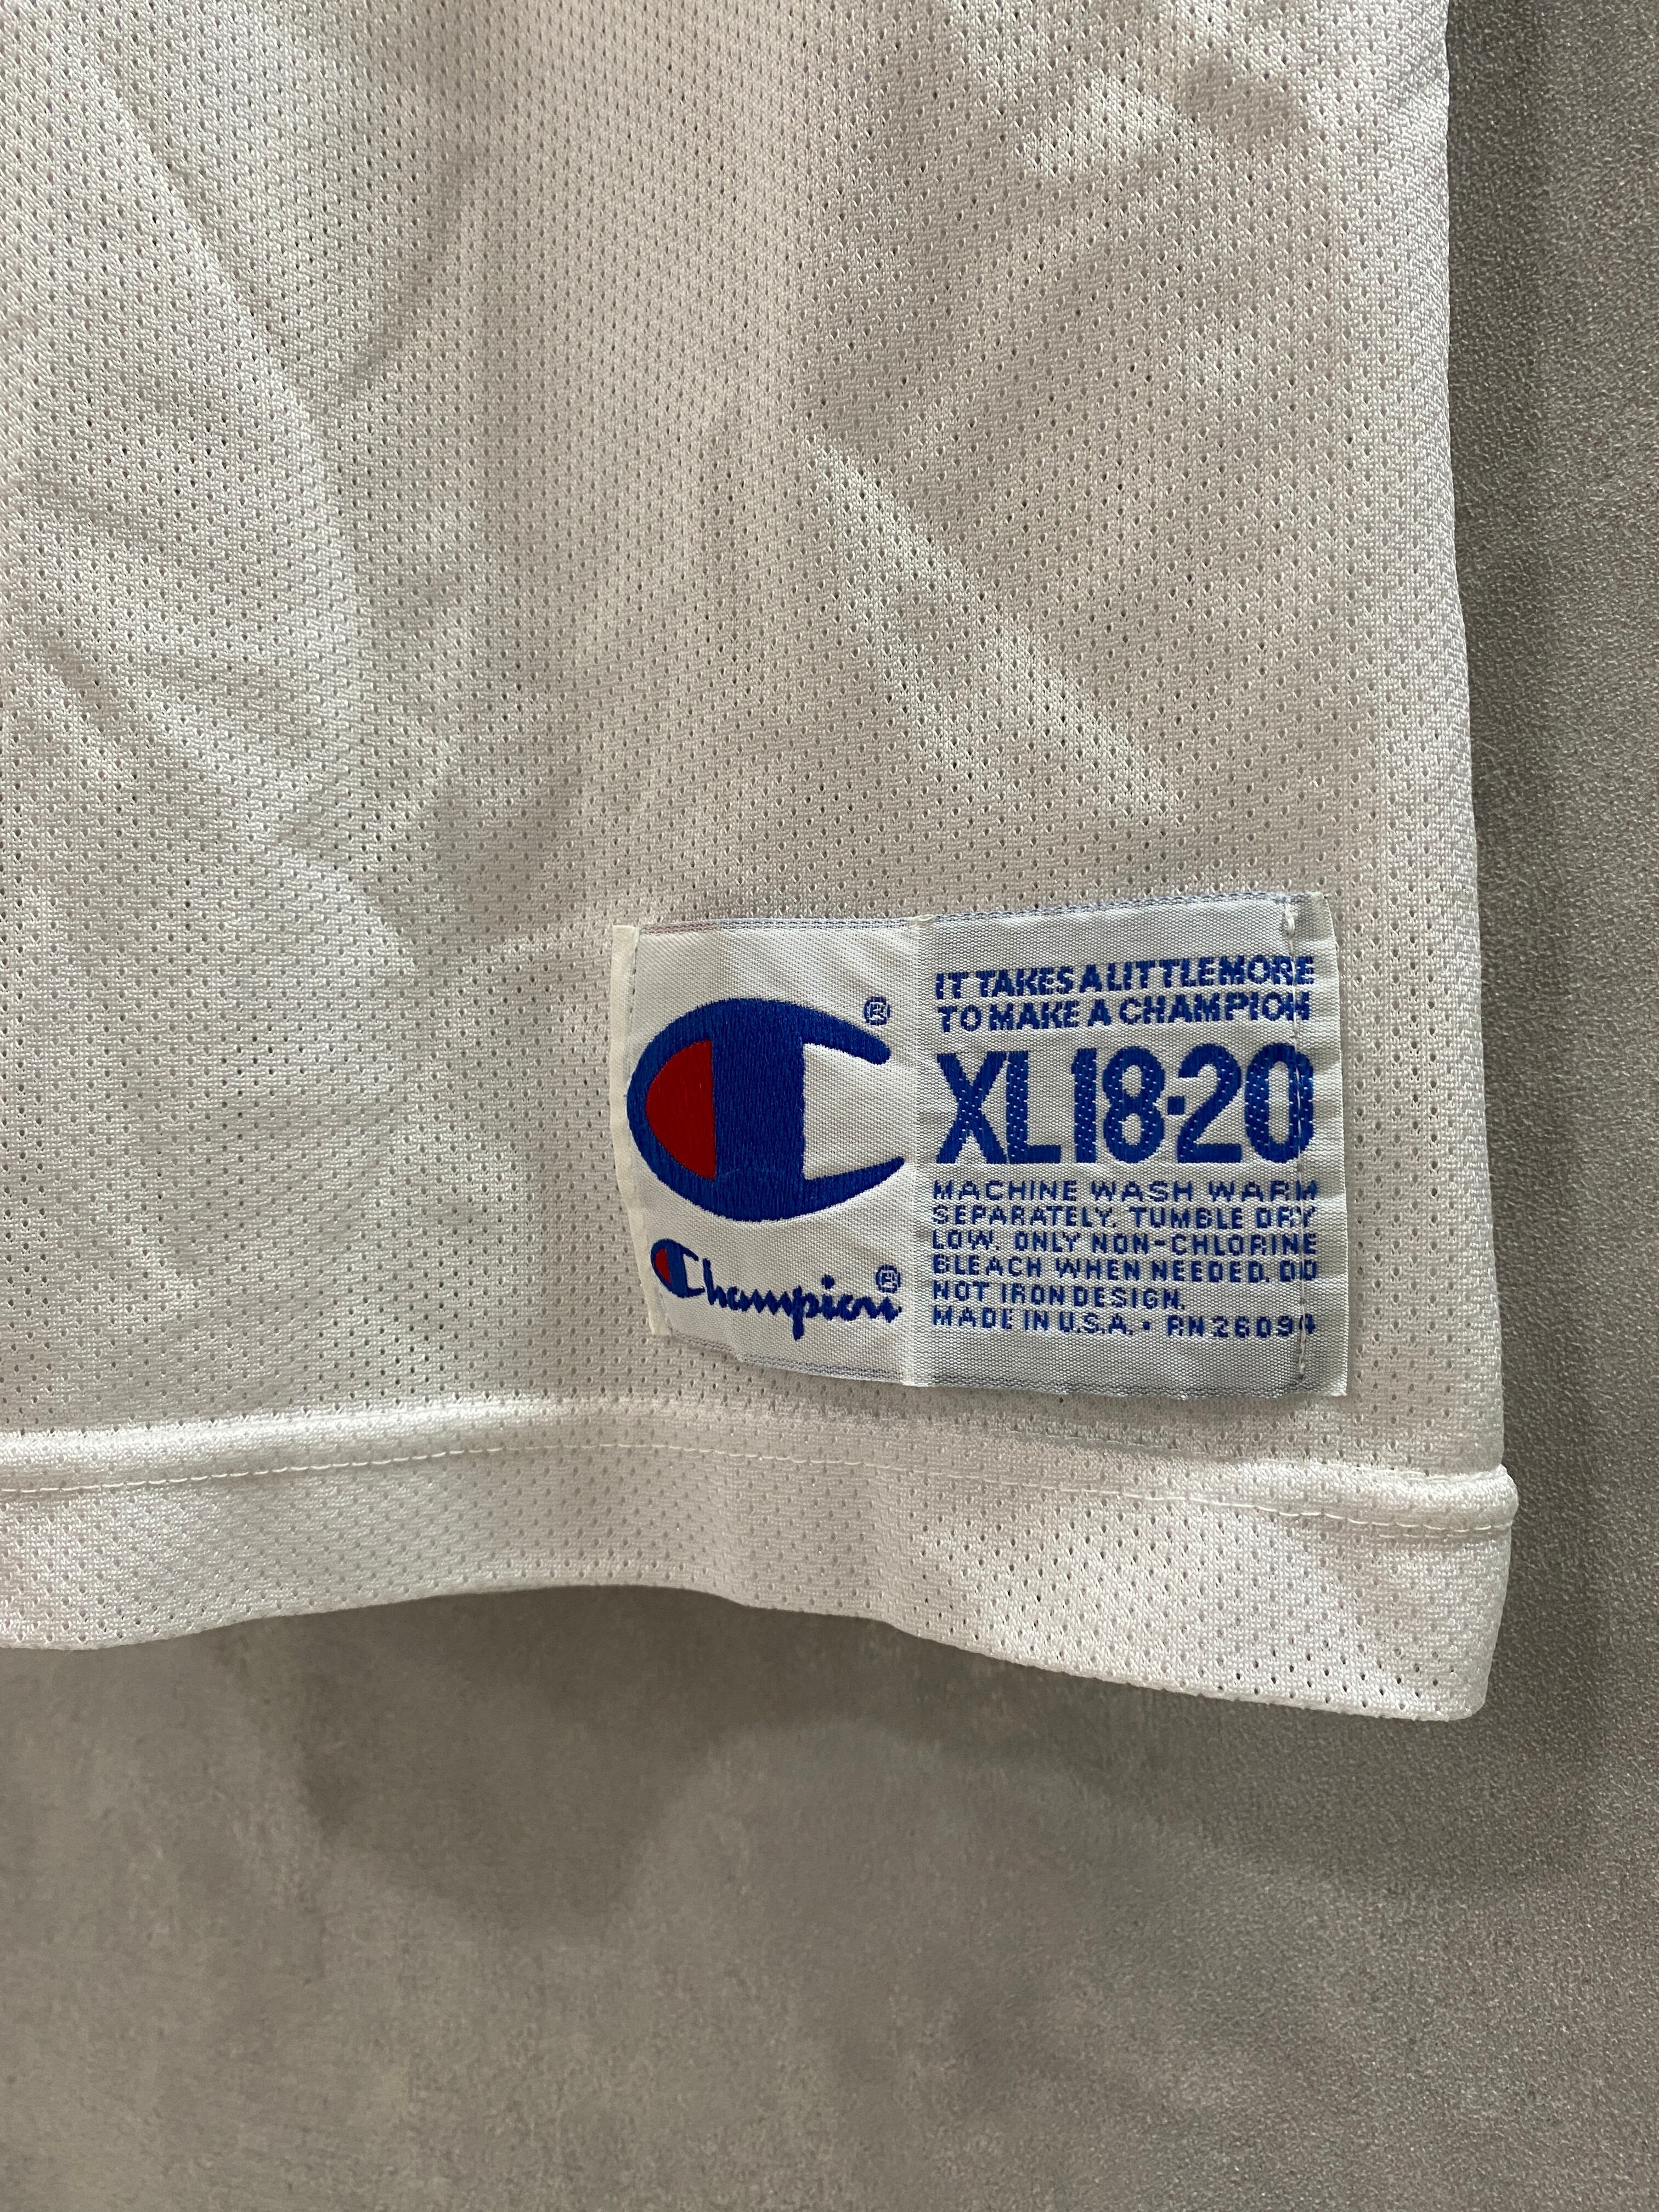 ®
Champion®
IT TAKES A LITTLE MORE
TO MAKE A CHAMPION
XL 18-20
MACHINE WASH WARM
SEPARATELY. TUMBLE DRY
LOW. ONLY NON-CHLORINE
BLEACH WHEN NEEDED. DO
NOT IRON DESIGN.
MADE IN U.S.A. • RN 26094